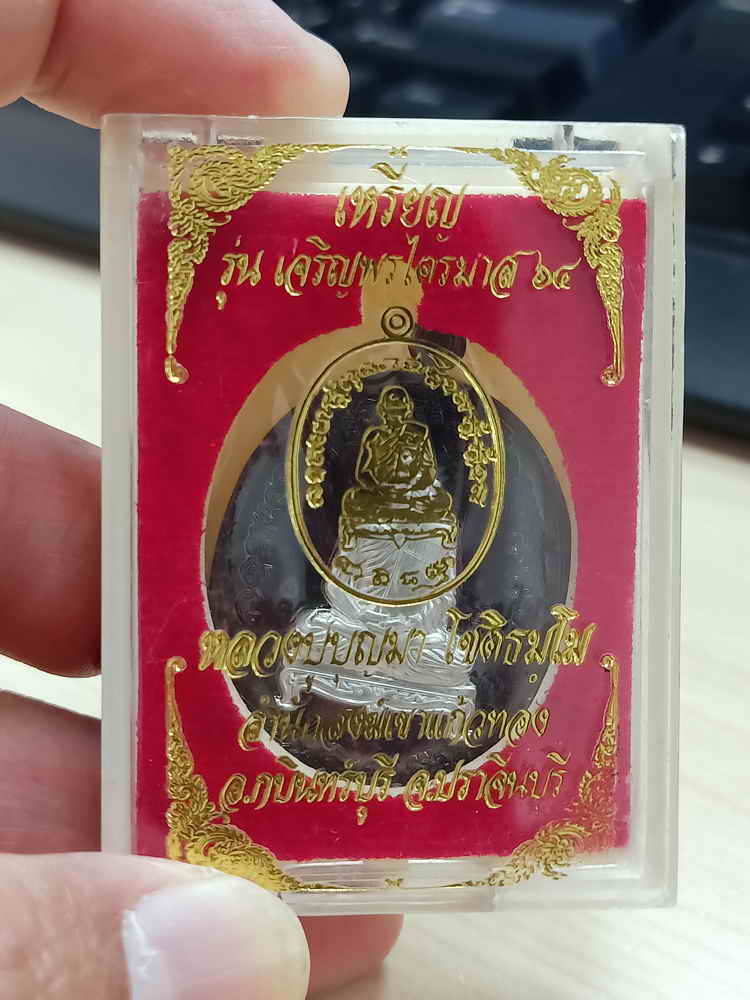 เหรียญ
รุ่น เจริญพรไตรมาส ๖๔
หลวงปู่บุญมา โชติธมฺโม
สำนักสงฆ์เขาแก้วทอง
อ.กบินทร์บุรี จ.ปราจีนบุรี